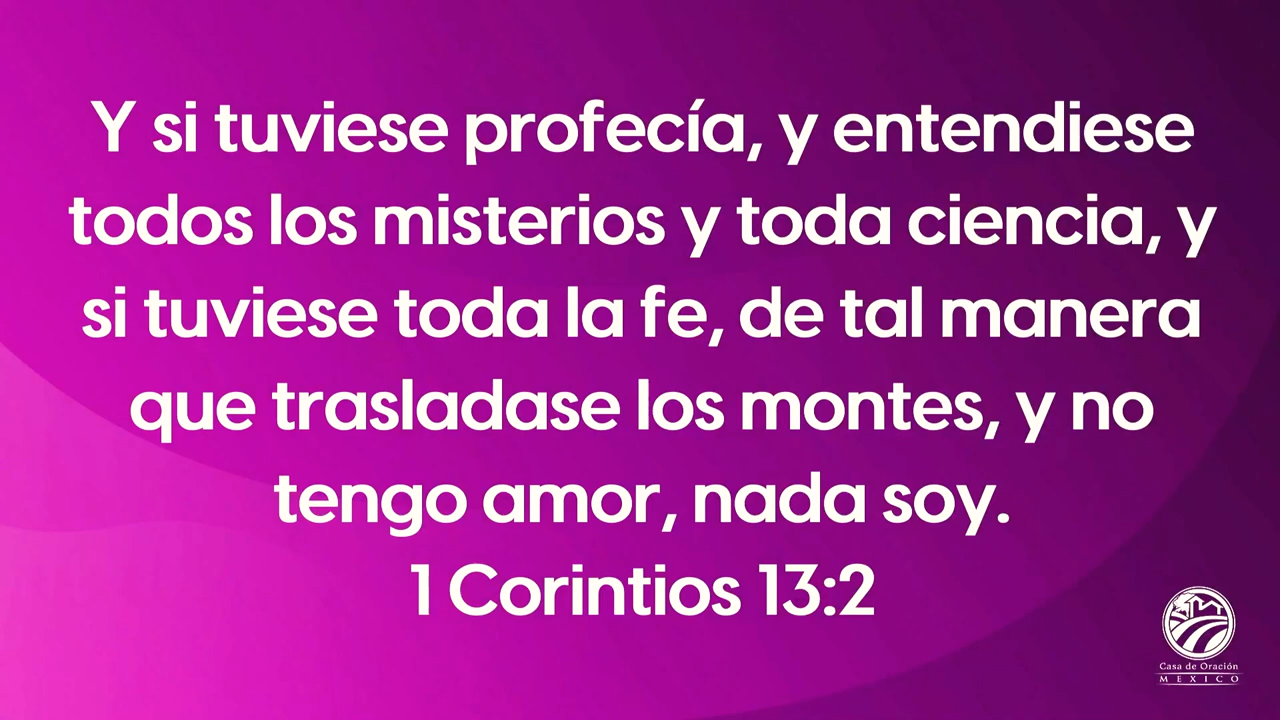 Y si tuviese profecía, y entendiese
todos los misterios y toda ciencia, y
si tuviese toda la fe, de tal manera
que trasladase los montes, y no
tengo amor, nada soy.
1 Corintios 13:2
Casa de Oración
MEXICO